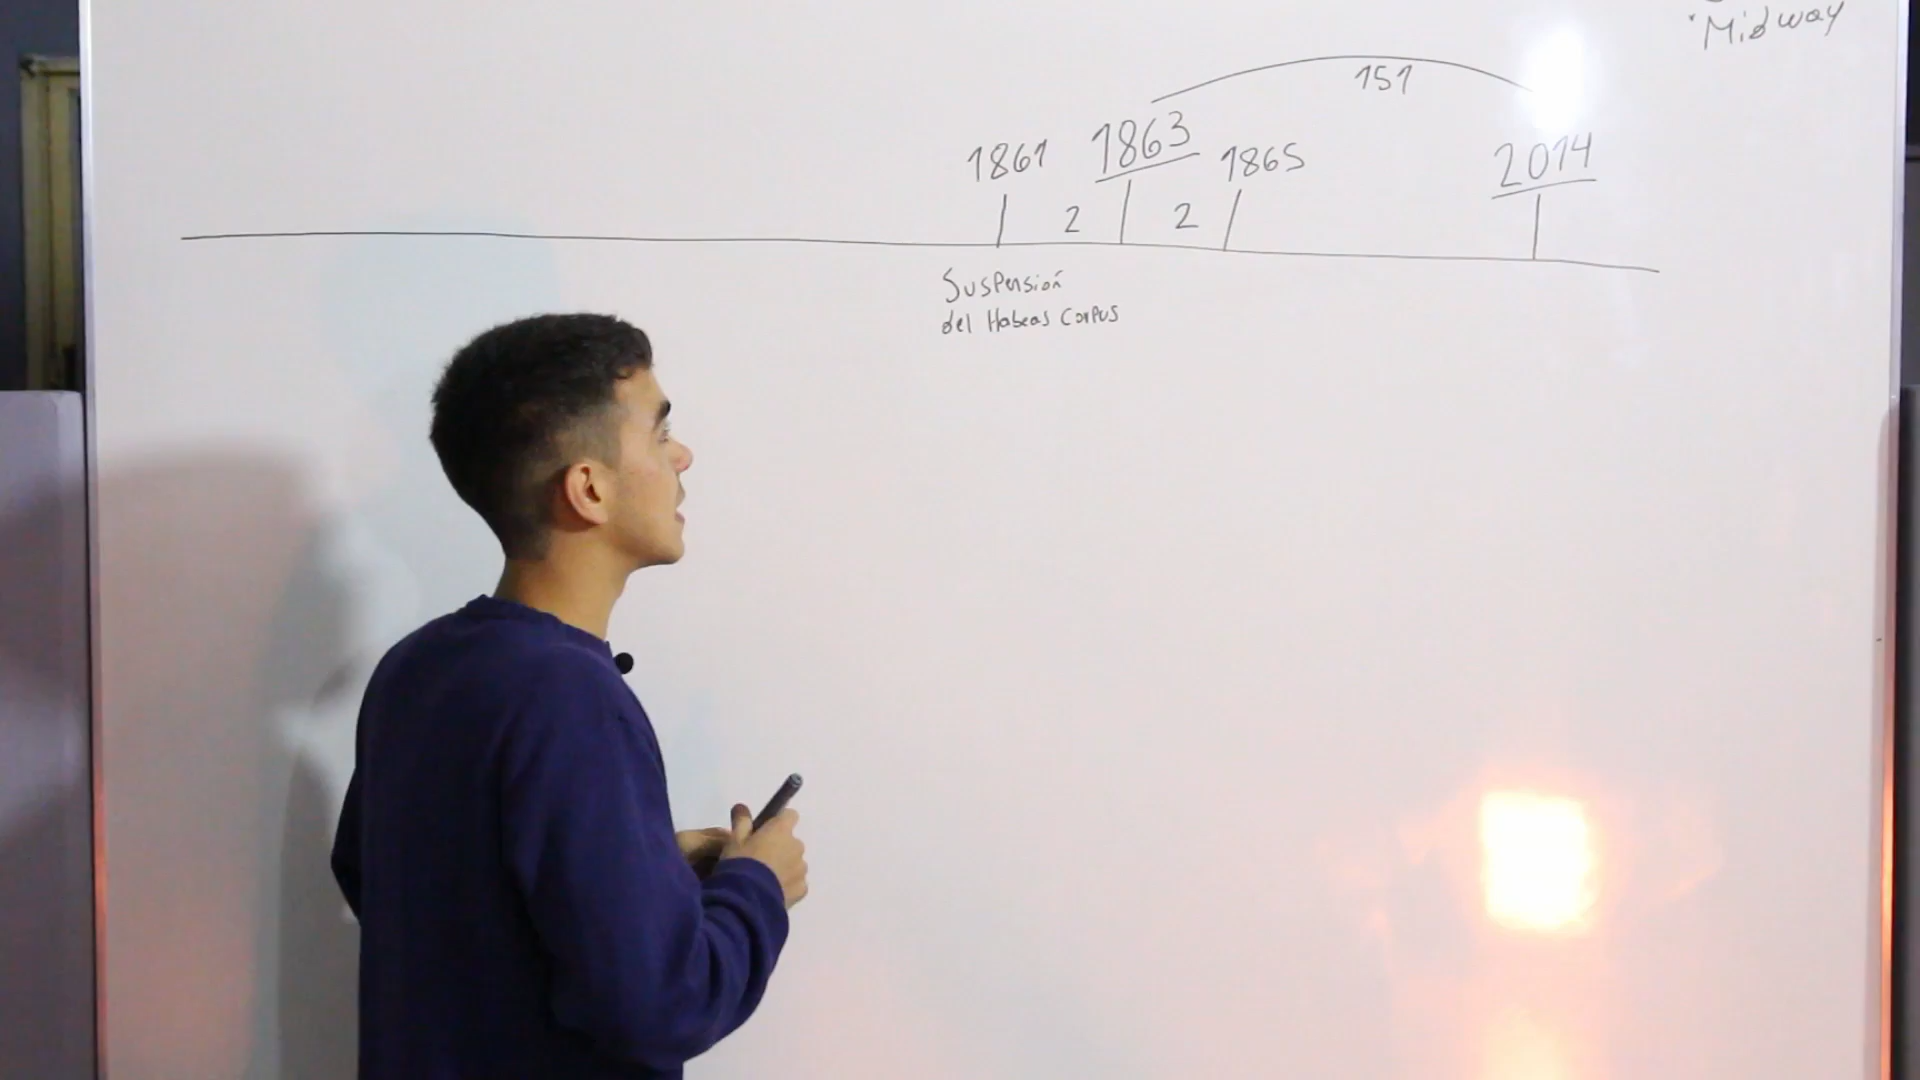 · Midway
151
1861 1863 1865 2014
2 2
Suspensión
del Habeas Corpus